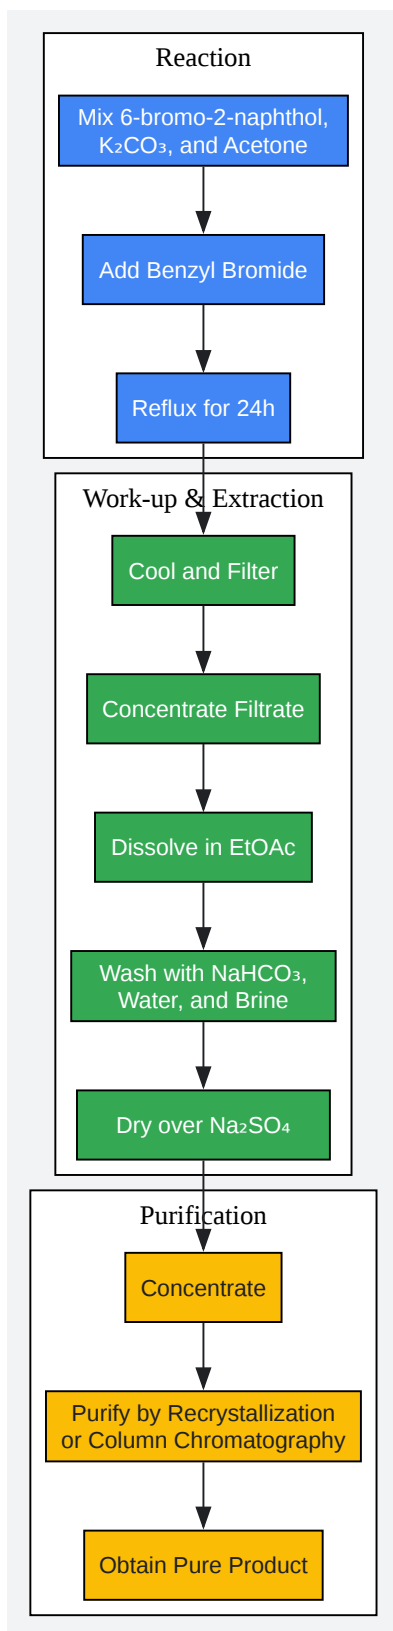 Reaction
Mix 6-bromo-2-naphthol,
K₂CO₃, and Acetone
Add Benzyl Bromide
Reflux for 24h
Work-up & Extraction
Cool and Filter
Concentrate Filtrate
Dissolve in EtOAc
Wash with NaHCO₃,
Water, and Brine
Dry over Na₂SO₄
Purification
Concentrate
Purify by Recrystallization
or Column Chromatography
Obtain Pure Product